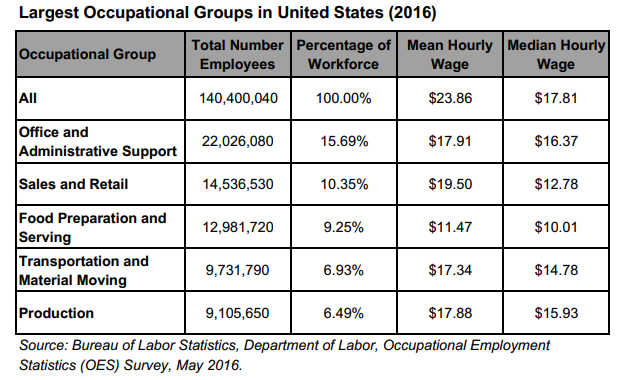 Largest Occupational Groups in United States (2016)
Occupational Group Total Number Employees Percentage of Workforce Mean Hourly Wage Median Hourly Wage
All 140,400,040 100.00% $23.86 $17.81
Office and Administrative Support 22,026,080 15.69% $17.91 $16.37
Sales and Retail 14,536,530 10.35% $19.50 $12.78
Food Preparation and Serving 12,981,720 9.25% $11.47 $10.01
Transportation and Material Moving 9,731,790 6.93% $17.34 $14.78
Production 9,105,650 6.49% $17.88 $15.93
Source: Bureau of Labor Statistics, Department of Labor, Occupational Employment
Statistics (OES) Survey, May 2016.